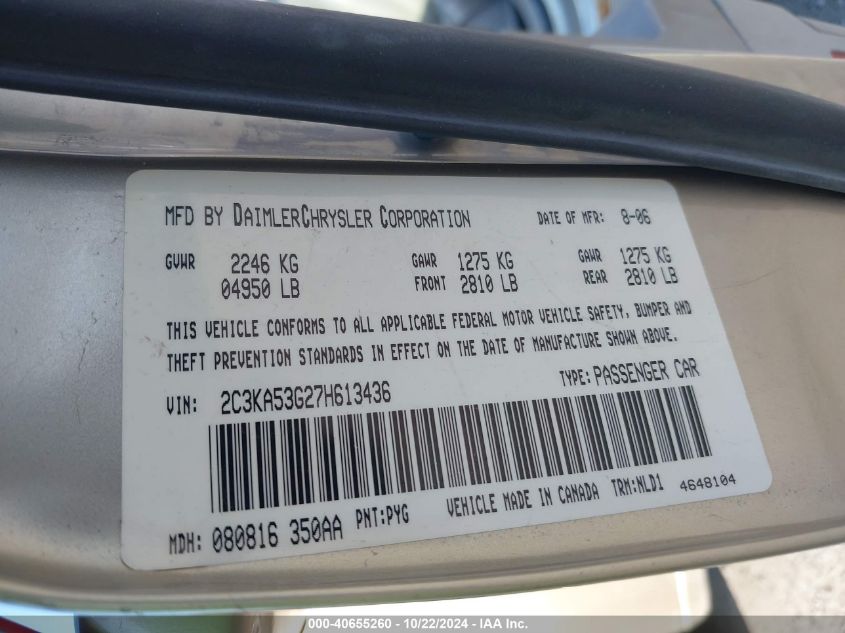 MFD BY DAIMLERCHRYSLER CORPORATION DATE OF MFR: 8-06
GVWR 2246 KG GAWR 1275 KG GAWR 1275 KG
04950 LB FRONT 2810 LB REAR 2810 LB
THIS VEHICLE CONFORMS TO ALL APPLICABLE FEDERAL MOTOR VEHICLE SAFETY, BUMPER AND
THEFT PREVENTION STANDARDS IN EFFECT ON THE DATE OF MANUFACTURE SHOWN ABOVE.
VIN: 2C3KA53G27H613436 TYPE: PASSENGER CAR
MDH: 080816 350AA PNT:PYG VEHICLE MADE IN CANADA TRM:NLD1 4648104
000-40655260 - 10/22/2024 - IAA Inc.